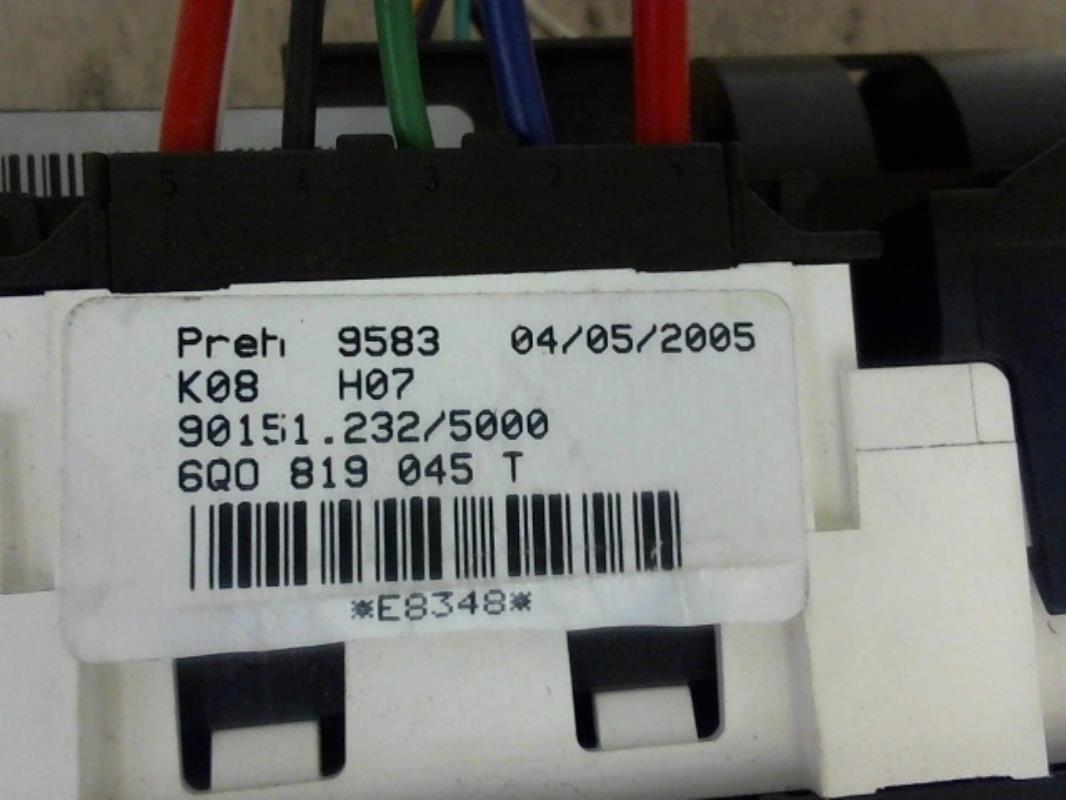 5 4 3 2 1
Preh 9583 04/05/2005
K08 H07
90151.232/5000
6Q0 819 045 T
*E8348*